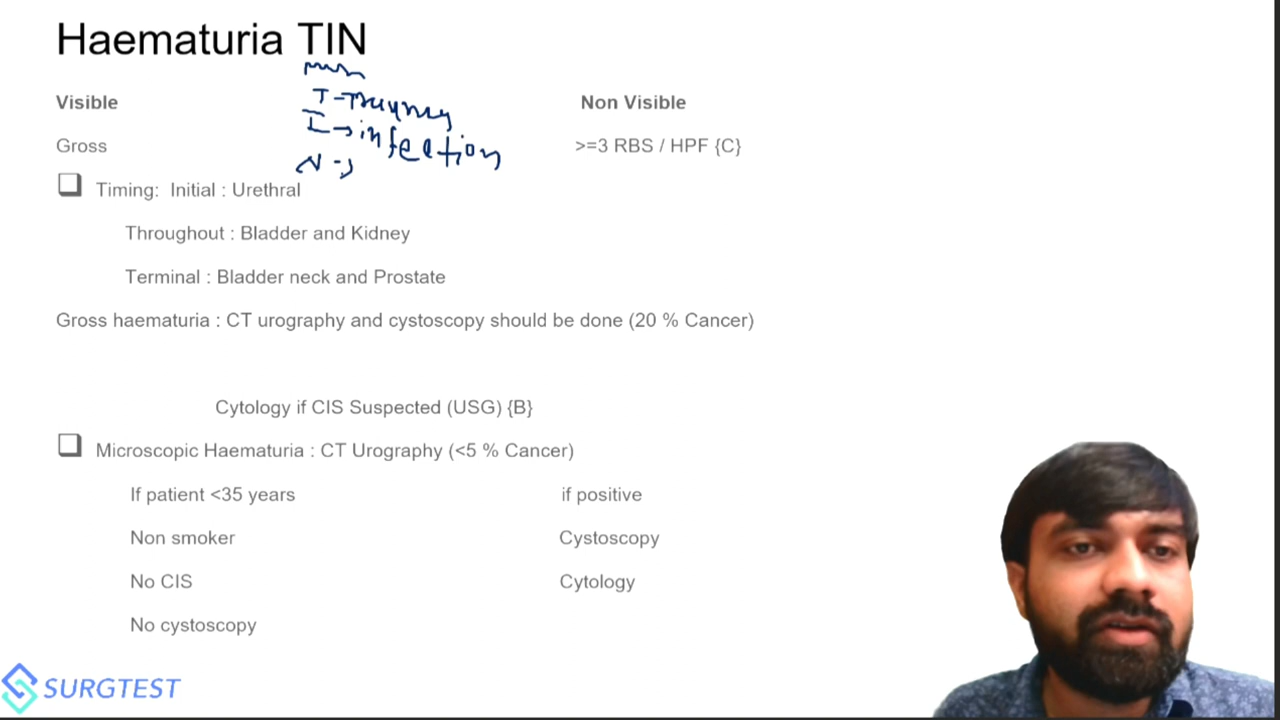 Haematuria TIN
Visible
Non Visible
T-
I → infection
N →
Gross
>=3 RBS / HPF {C}
Timing: Initial : Urethral
Throughout : Bladder and Kidney
Terminal : Bladder neck and Prostate
Gross haematuria : CT urography and cystoscopy should be done (20 % Cancer)
Cytology if CIS Suspected (USG) {B}
Microscopic Haematuria : CT Urography (<5 % Cancer)
If patient <35 years
if positive
Non smoker
Cystoscopy
No CIS
Cytology
No cystoscopy
SURGTEST